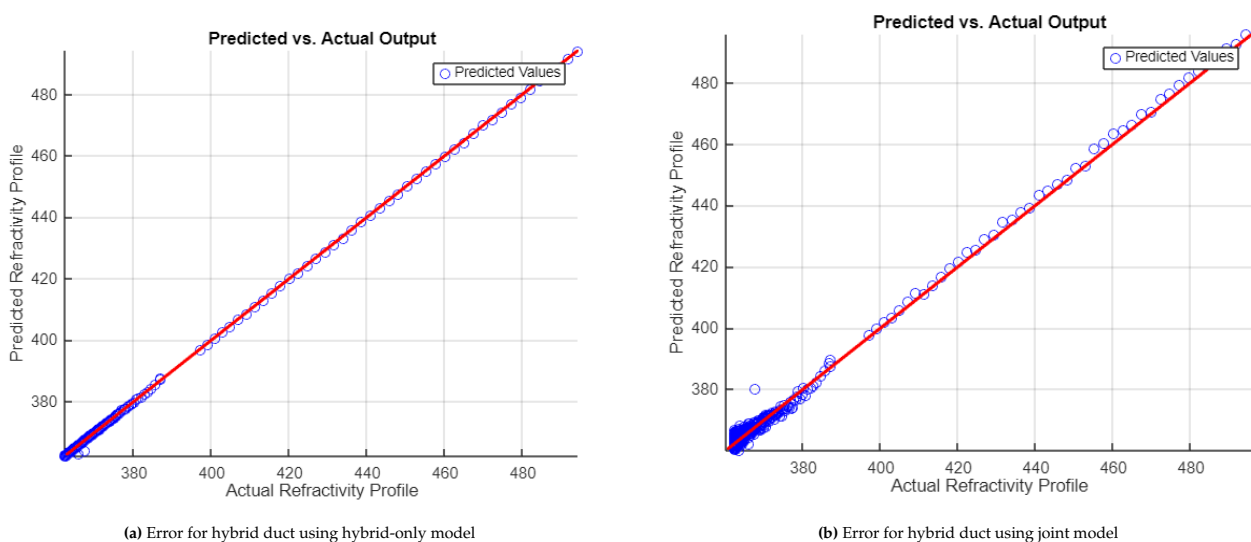 Predicted vs. Actual Output
Predicted Values
480
460
440
420
400
380
Predicted Refractivity Profile
380 400 420 440 460 480
Actual Refractivity Profile
(a) Error for hybrid duct using hybrid-only model
Predicted vs. Actual Output
Predicted Values
480
460
440
420
400
380
Predicted Refractivity Profile
380 400 420 440 460 480
Actual Refractivity Profile
(b) Error for hybrid duct using joint model